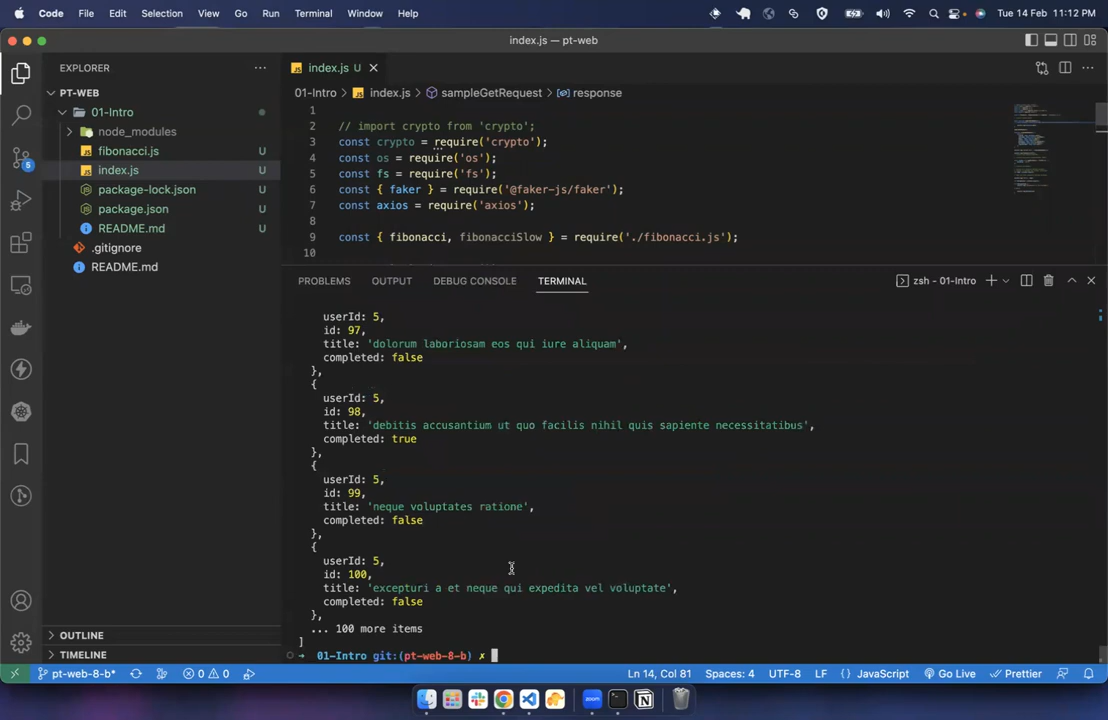 Code File Edit Selection View Go Run Terminal Window Help
Tue 14 Feb 11:12 PM
index.js — pt-web
EXPLORER
PT-WEB
01-Intro
node_modules
fibonacci.js U
index.js U
package-lock.json U
package.json U
README.md U
.gitignore
README.md
OUTLINE
TIMELINE
5
index.js U
01-Intro > index.js > sampleGetRequest > response
1
2 // import crypto from 'crypto';
3 const crypto = require('crypto');
4 const os = require('os');
5 const fs = require('fs');
6 const { faker } = require('@faker-js/faker');
7 const axios = require('axios');
8
9 const { fibonacci, fibonacciSlow } = require('./fibonacci.js');
10
PROBLEMS OUTPUT DEBUG CONSOLE TERMINAL
zsh - 01-Intro
userId: 5,
id: 97,
title: 'dolorum laboriosam eos qui iure aliquam',
completed: false
},
{
userId: 5,
id: 98,
title: 'debitis accusantium ut quo facilis nihil quis sapiente necessitatibus',
completed: true
},
{
userId: 5,
id: 99,
title: 'neque voluptates ratione',
completed: false
},
{
userId: 5,
id: 100,
title: 'excepturi a et neque qui expedita vel voluptate',
completed: false
},
... 100 more items
]
➜ 01-Intro git:(pt-web-8-b) ✗
pt-web-8-b* 0 0
Ln 14, Col 81 Spaces: 4 UTF-8 LF {} JavaScript Go Live Prettier
zoom